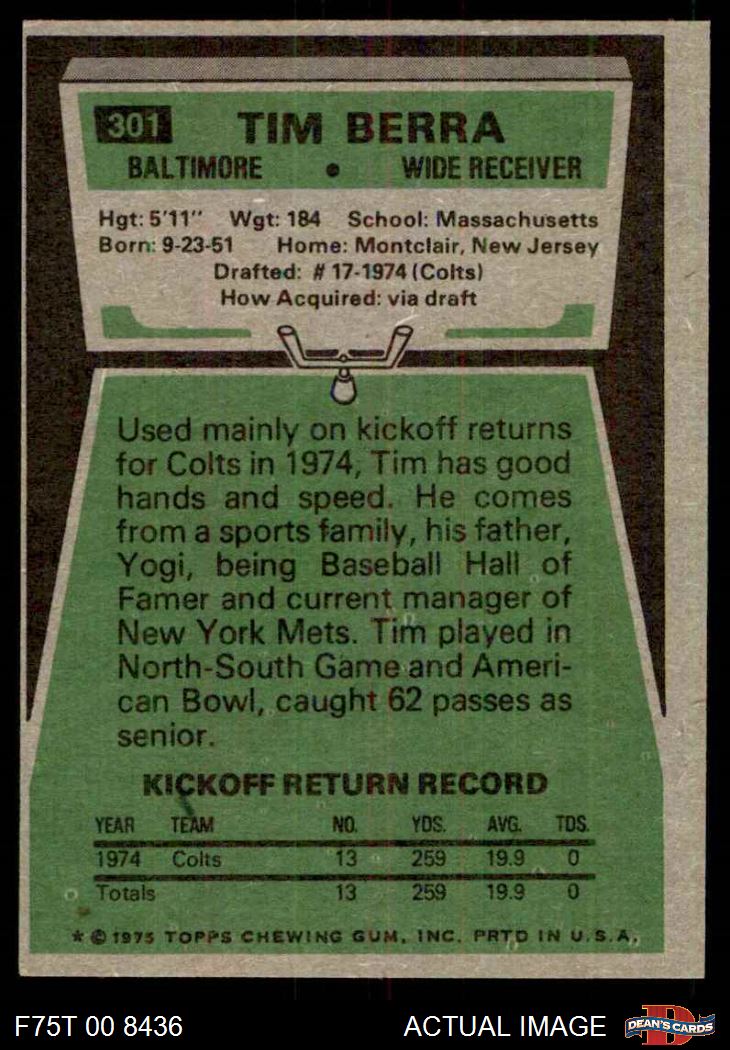 301 TIM BERRA
BALTIMORE • WIDE RECEIVER
Hgt: 5'11" Wgt: 184 School: Massachusetts
Born: 9-23-51 Home: Montclair, New Jersey
Drafted: #17-1974 (Colts)
How Acquired: via draft
Used mainly on kickoff returns
for Colts in 1974, Tim has good
hands and speed. He comes
from a sports family, his father,
Yogi, being Baseball Hall of
Famer and current manager of
New York Mets. Tim played in
North-South Game and Ameri-
can Bowl, caught 62 passes as
senior.
KICKOFF RETURN RECORD
YEAR TEAM NO. YDS. AVG. TDS.
1974 Colts 13 259 19.9 0
Totals 13 259 19.9 0
* © 1975 TOPPS CHEWING GUM, INC. PRTD IN U.S.A.
F75T 00 8436 ACTUAL IMAGE D DEAN'S CARDS